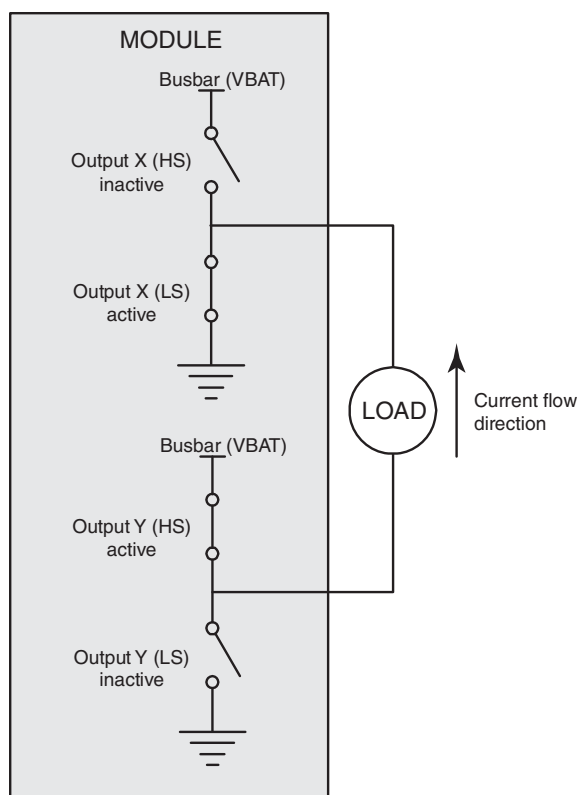 MODULE
Busbar (VBAT)
Output X (HS)
inactive
Output X (LS)
active
LOAD
Current flow
direction
Busbar (VBAT)
Output Y (HS)
active
Output Y (LS)
inactive